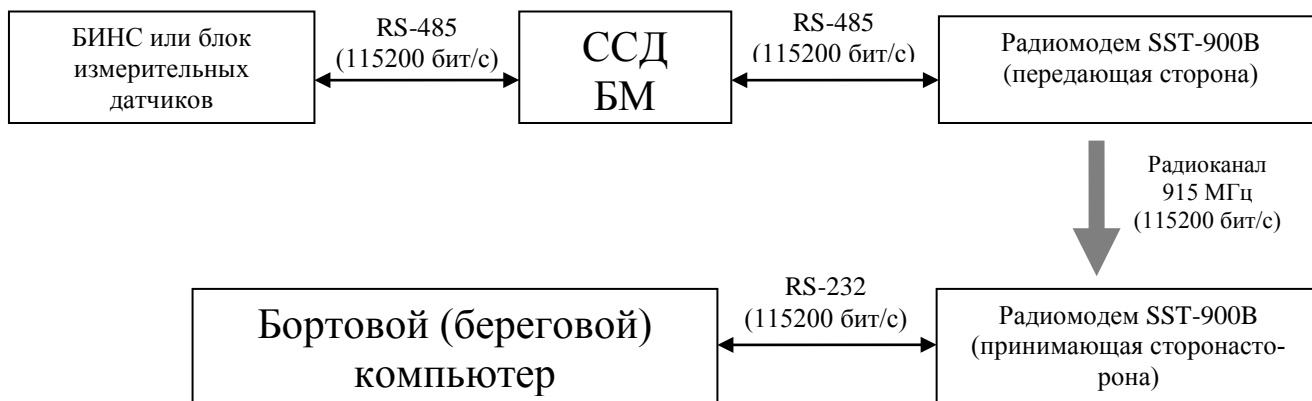 БИНС или блок
измерительных
датчиков
RS-485
(115200 бит/с)
ССД
БМ
RS-485
(115200 бит/с)
Радиомодем SST-900B
(передающая сторона)
Радиоканал
915 МГц
(115200 бит/с)
Бортовой (береговой)
компьютер
RS-232
(115200 бит/с)
Радиомодем SST-900B
(принимающая сторонасто-
рона)